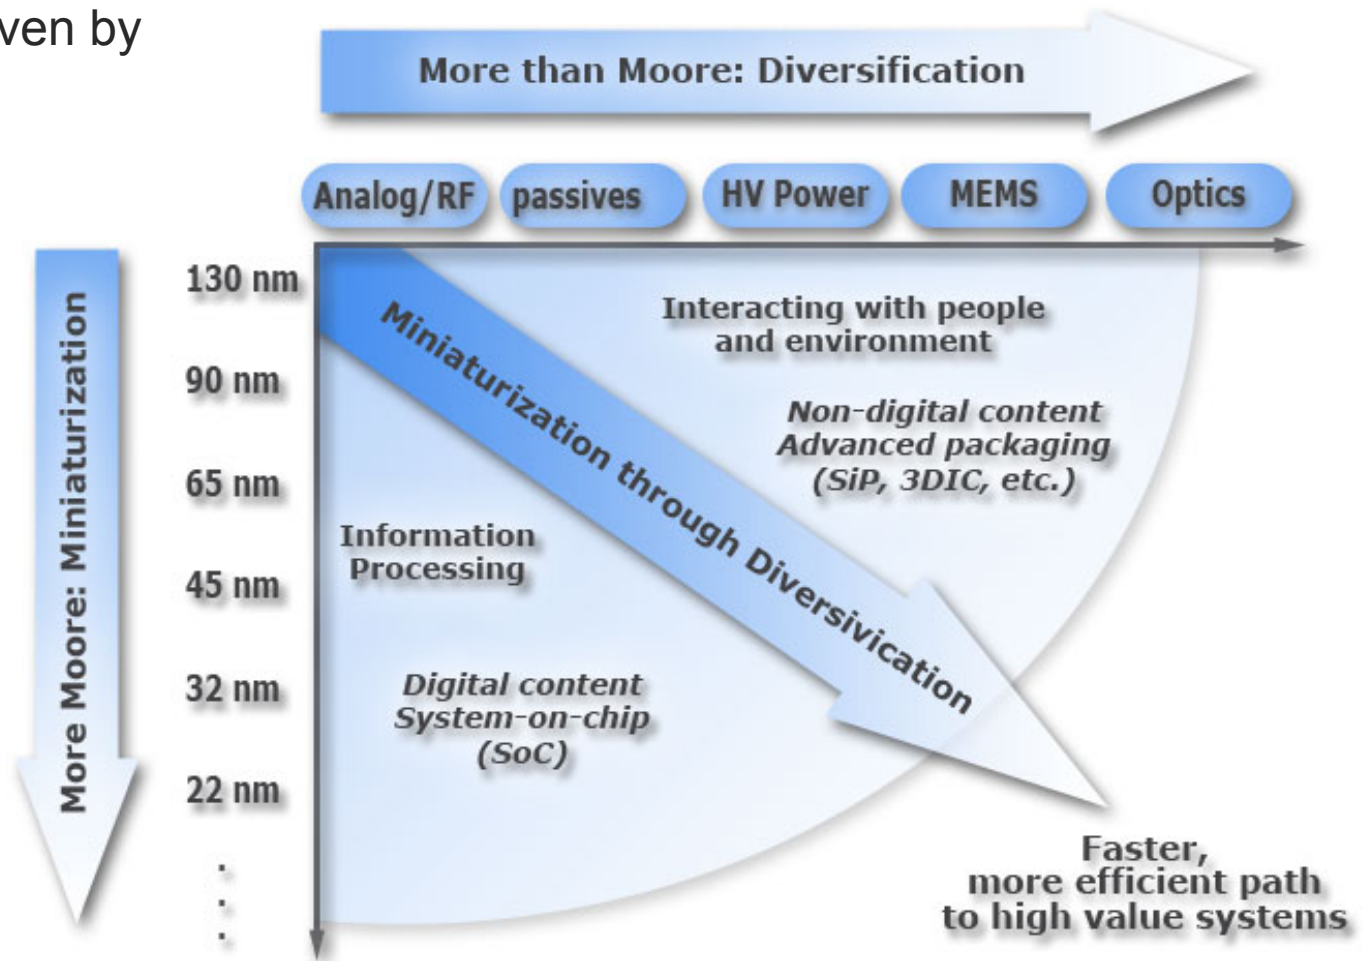 ven by
More than Moore: Diversification
Analog/RF
passives
HV Power
MEMS
Optics
More Moore: Miniaturization
130 nm
90 nm
65 nm
45 nm
32 nm
22 nm
.
.
.
Miniaturization through Diversivication
Interacting with people
and environment
Non-digital content
Advanced packaging
(SiP, 3DIC, etc.)
Information
Processing
Digital content
System-on-chip
(SoC)
Faster,
more efficient path
to high value systems